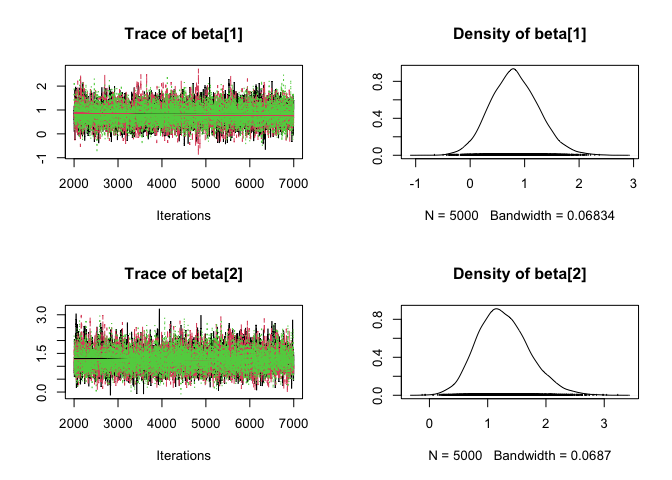 Trace of beta[1]
2
1
0
-1
2000 3000 4000 5000 6000 7000
Iterations
Density of beta[1]
0.8
0.4
0.0
-1 0 1 2 3
N = 5000 Bandwidth = 0.06834
Trace of beta[2]
3.0
1.5
0.0
2000 3000 4000 5000 6000 7000
Iterations
Density of beta[2]
0.8
0.4
0.0
0 1 2 3
N = 5000 Bandwidth = 0.0687